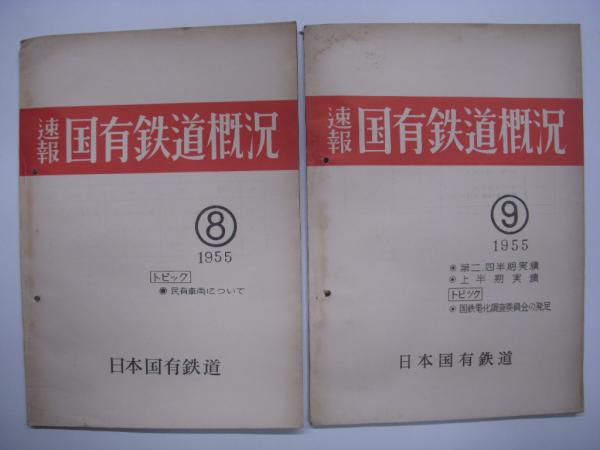 速報
国有鉄道概況
⑧
1955
トピック
◉ 民有車両について
日本国有鉄道
速報
国有鉄道概況
⑨
1955
◉ 第二.四半期実績
◉ 上半期実績
トピック
◉ 国鉄電化調査委員会の発足
日本国有鉄道